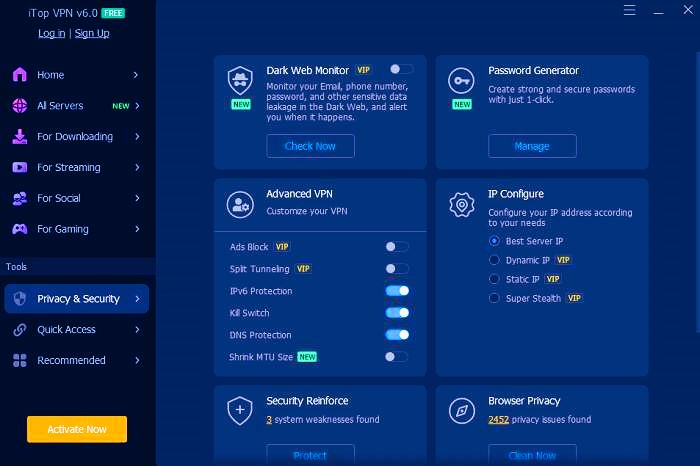 iTop VPN v6.0 FREE
Log in | Sign Up
Home
All Servers NEW
For Downloading
For Streaming
For Social
For Gaming
Tools
Privacy & Security
Quick Access
Recommended
Activate Now
Dark Web Monitor VIP
NEW
Monitor your Email, phone number,
password, and other sensitive data
leakage in the Dark Web, and alert
you when it happens.
Check Now
Password Generator
NEW
Create strong and secure passwords
with just 1-click.
Manage
Advanced VPN
Customize your VPN
Ads Block VIP
Split Tunneling VIP
IPv6 Protection
Kill Switch
DNS Protection
Shrink MTU Size NEW
IP Configure
Configure your IP address according
to your needs
Best Server IP
Dynamic IP VIP
Static IP VIP
Super Stealth VIP
Security Reinforce
3 system weaknesses found
Protect
Browser Privacy
2452 privacy issues found
Clean Now